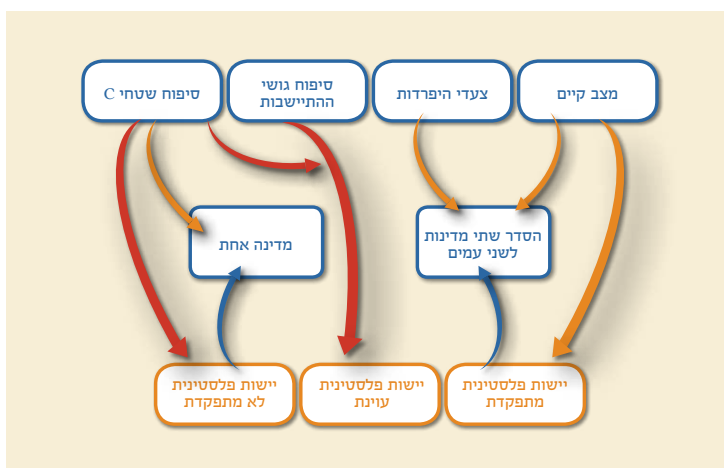 מצב קיים
צעדי היפרדות
סיפוח גושי
ההתיישבות
סיפוח שטחי C
הסדר שתי מדינות
לשני עמים
מדינה אחת
יישות פלסטינית
מתפקדת
יישות פלסטינית
עוינת
יישות פלסטינית
לא מתפקדת